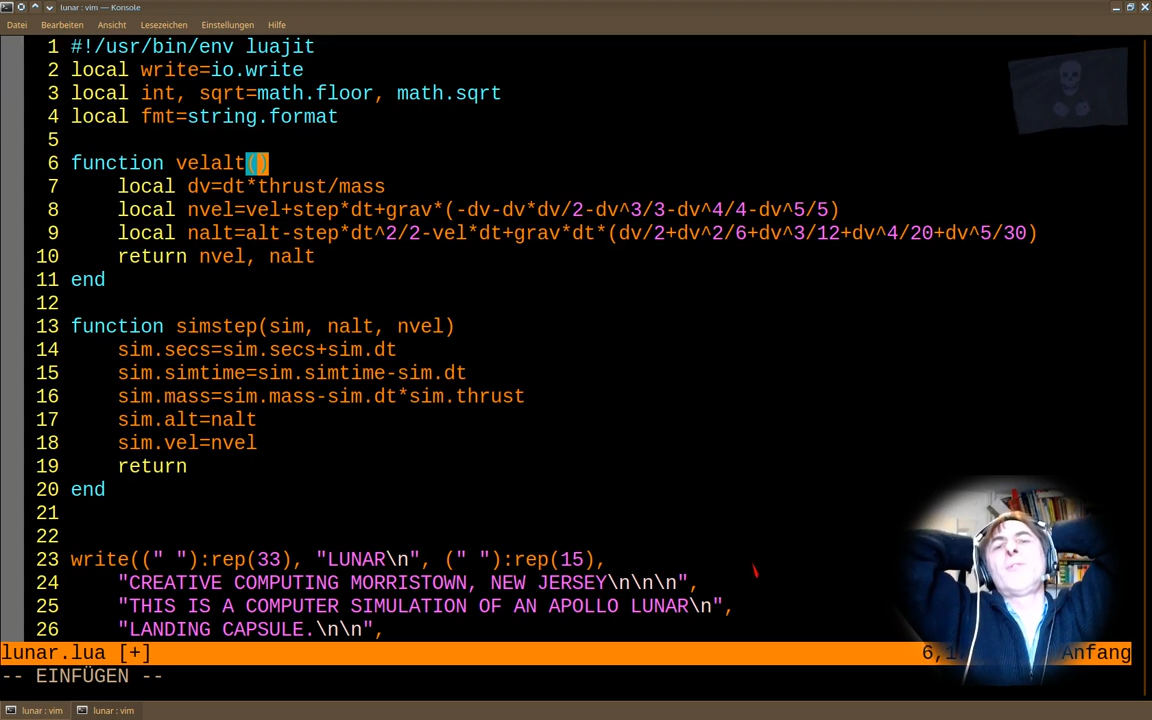 lunar : vim — Konsole
Datei Bearbeiten Ansicht Lesezeichen Einstellungen Hilfe
1 #!/usr/bin/env luajit
2 local write=io.write
3 local int, sqrt=math.floor, math.sqrt
4 local fmt=string.format
5
6 function velalt()
7 local dv=dt*thrust/mass
8 local nvel=vel+step*dt+grav*(-dv-dv*dv/2-dv^3/3-dv^4/4-dv^5/5)
9 local nalt=alt-step*dt^2/2-vel*dt+grav*dt*(dv/2+dv^2/6+dv^3/12+dv^4/20+dv^5/30)
10 return nvel, nalt
11 end
12
13 function simstep(sim, nalt, nvel)
14 sim.secs=sim.secs+sim.dt
15 sim.simtime=sim.simtime-sim.dt
16 sim.mass=sim.mass-sim.dt*sim.thrust
17 sim.alt=nalt
18 sim.vel=nvel
19 return
20 end
21
22
23 write((" "):rep(33), "LUNAR\n", (" "):rep(15),
24 "CREATIVE COMPUTING MORRISTOWN, NEW JERSEY\n\n\n",
25 "THIS IS A COMPUTER SIMULATION OF AN APOLLO LUNAR\n",
26 "LANDING CAPSULE.\n\n",
lunar.lua [+] Anfang
-- EINFÜGEN --
lunar : vim lunar : vim